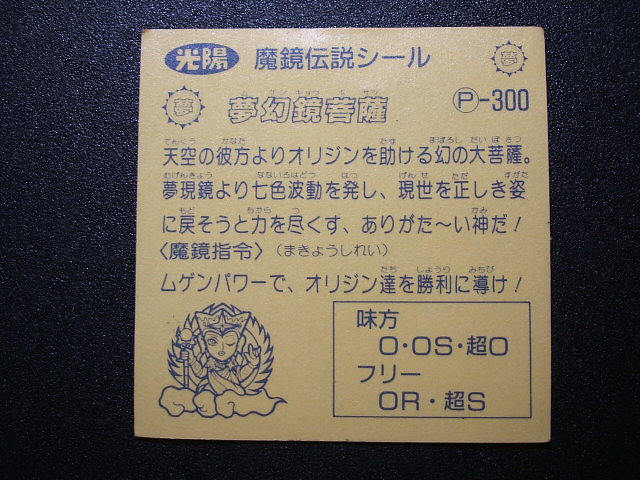 光陽 魔鏡伝説シール 夢
夢 夢幻鏡菩薩 Ⓟ-300
天空の彼方よりオリジンを助ける幻の大菩薩。
夢現鏡より七色波動を発し、現世を正しき姿
に戻そうと力を尽くす、ありがた〜い神だ！
〈魔鏡指令〉（まきょうしれい）
ムゲンパワーで、オリジン達を勝利に導け！
味方
O・OS・超O
フリー
OR・超S